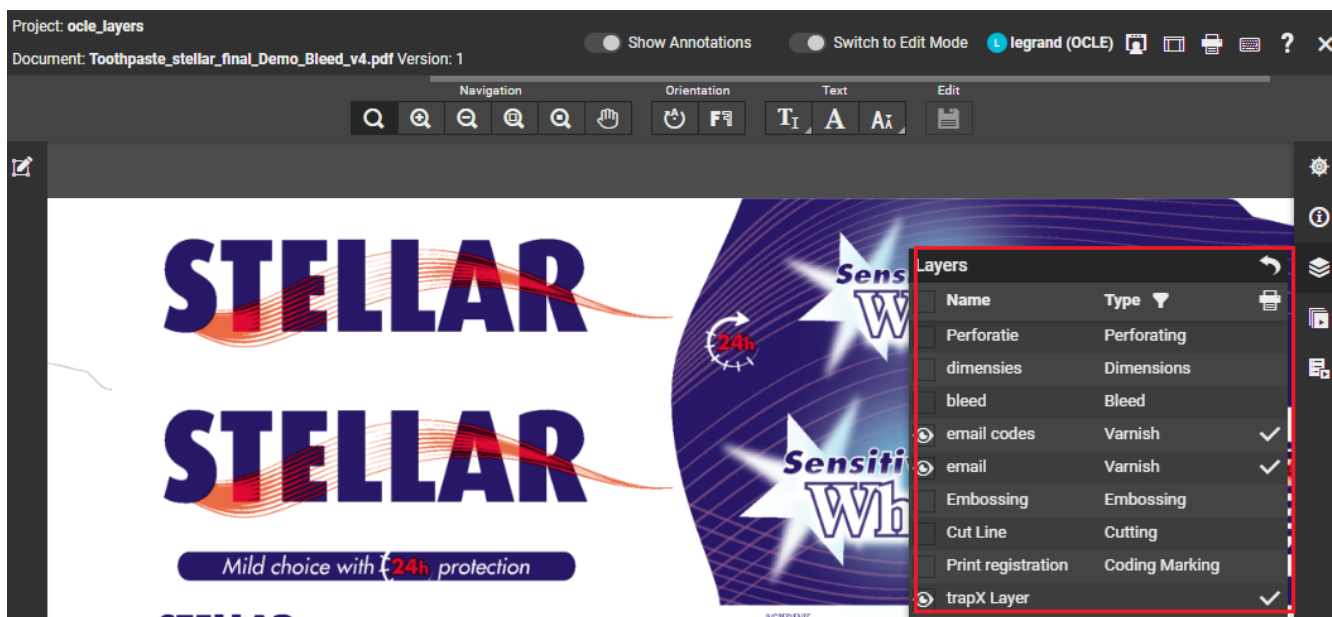 Project: ocle_layers
Document: Toothpaste_stellar_final_Demo_Bleed_v4.pdf Version: 1
Show Annotations
Switch to Edit Mode
L legrand (OCLE)
Navigation
Orientation
Text
Edit
STELLAR
Sens
W
24h
STELLAR
Sensiti
Wh
Mild choice with 24h protection
Layers
Name Type
Perforatie Perforating
dimensies Dimensions
bleed Bleed
email codes Varnish
email Varnish
Embossing Embossing
Cut Line Cutting
Print registration Coding Marking
trapX Layer